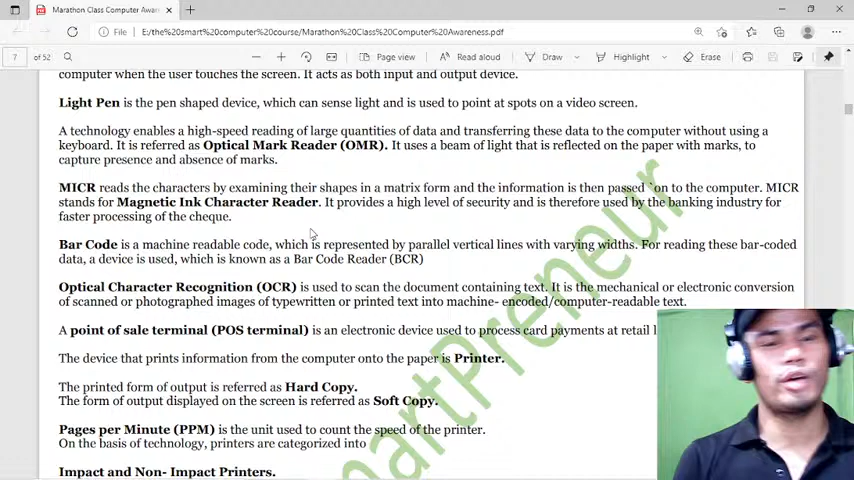 Marathon Class Computer Awar
File
E:/the%20smart%20computer%20course/Marathon%20Class%20Computer%20Awareness.pdf
7 of 52
Page view
Read aloud
Draw
Highlight
Erase
computer when the user touches the screen. It acts as both input and output device.
Light Pen is the pen shaped device, which can sense light and is used to point at spots on a video screen.
A technology enables a high-speed reading of large quantities of data and transferring these data to the computer without using a
keyboard. It is referred as Optical Mark Reader (OMR). It uses a beam of light that is reflected on the paper with marks, to
capture presence and absence of marks.
MICR reads the characters by examining their shapes in a matrix form and the information is then passed `on to the computer. MICR
stands for Magnetic Ink Character Reader. It provides a high level of security and is therefore used by the banking industry for
faster processing of the cheque.
Bar Code is a machine readable code, which is represented by parallel vertical lines with varying widths. For reading these bar-coded
data, a device is used, which is known as a Bar Code Reader (BCR)
Optical Character Recognition (OCR) is used to scan the document containing text. It is the mechanical or electronic conversion
of scanned or photographed images of typewritten or printed text into machine- encoded/computer-readable text.
A point of sale terminal (POS terminal) is an electronic device used to process card payments at retail l
The device that prints information from the computer onto the paper is Printer.
The printed form of output is referred as Hard Copy.
The form of output displayed on the screen is referred as Soft Copy.
Pages per Minute (PPM) is the unit used to count the speed of the printer.
On the basis of technology, printers are categorized into
Impact and Non- Impact Printers.
martPreneur